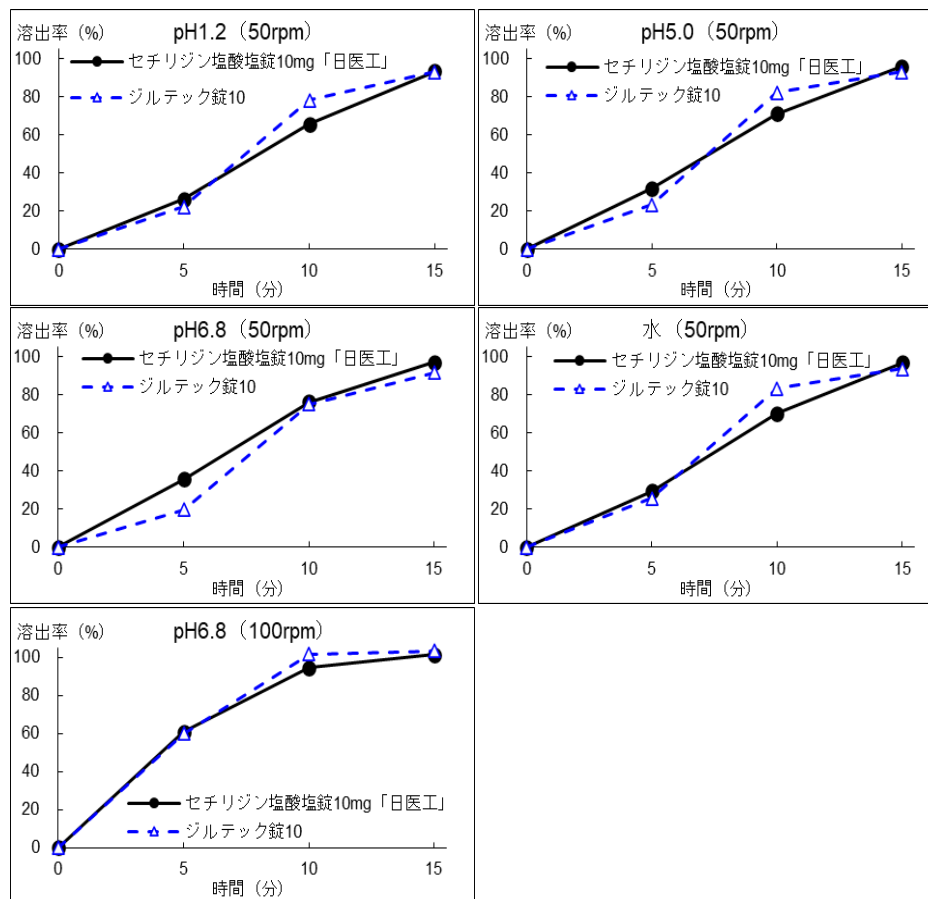 溶出率 (%)
pH1.2（50rpm）
セチリジン塩酸塩錠10mg「日医工」
ジルテック錠10
100
80
60
40
20
0
0 5 10 15
時間（分）
溶出率 (%)
pH5.0（50rpm）
セチリジン塩酸塩錠10mg「日医工」
ジルテック錠10
100
80
60
40
20
0
0 5 10 15
時間（分）
溶出率 (%)
pH6.8（50rpm）
セチリジン塩酸塩錠10mg「日医工」
ジルテック錠10
100
80
60
40
20
0
0 5 10 15
時間（分）
溶出率 (%)
水（50rpm）
セチリジン塩酸塩錠10mg「日医工」
ジルテック錠10
100
80
60
40
20
0
0 5 10 15
時間（分）
溶出率 (%)
pH6.8（100rpm）
100
80
60
40
20
0
セチリジン塩酸塩錠10mg「日医工」
ジルテック錠10
0 5 10 15
時間（分）